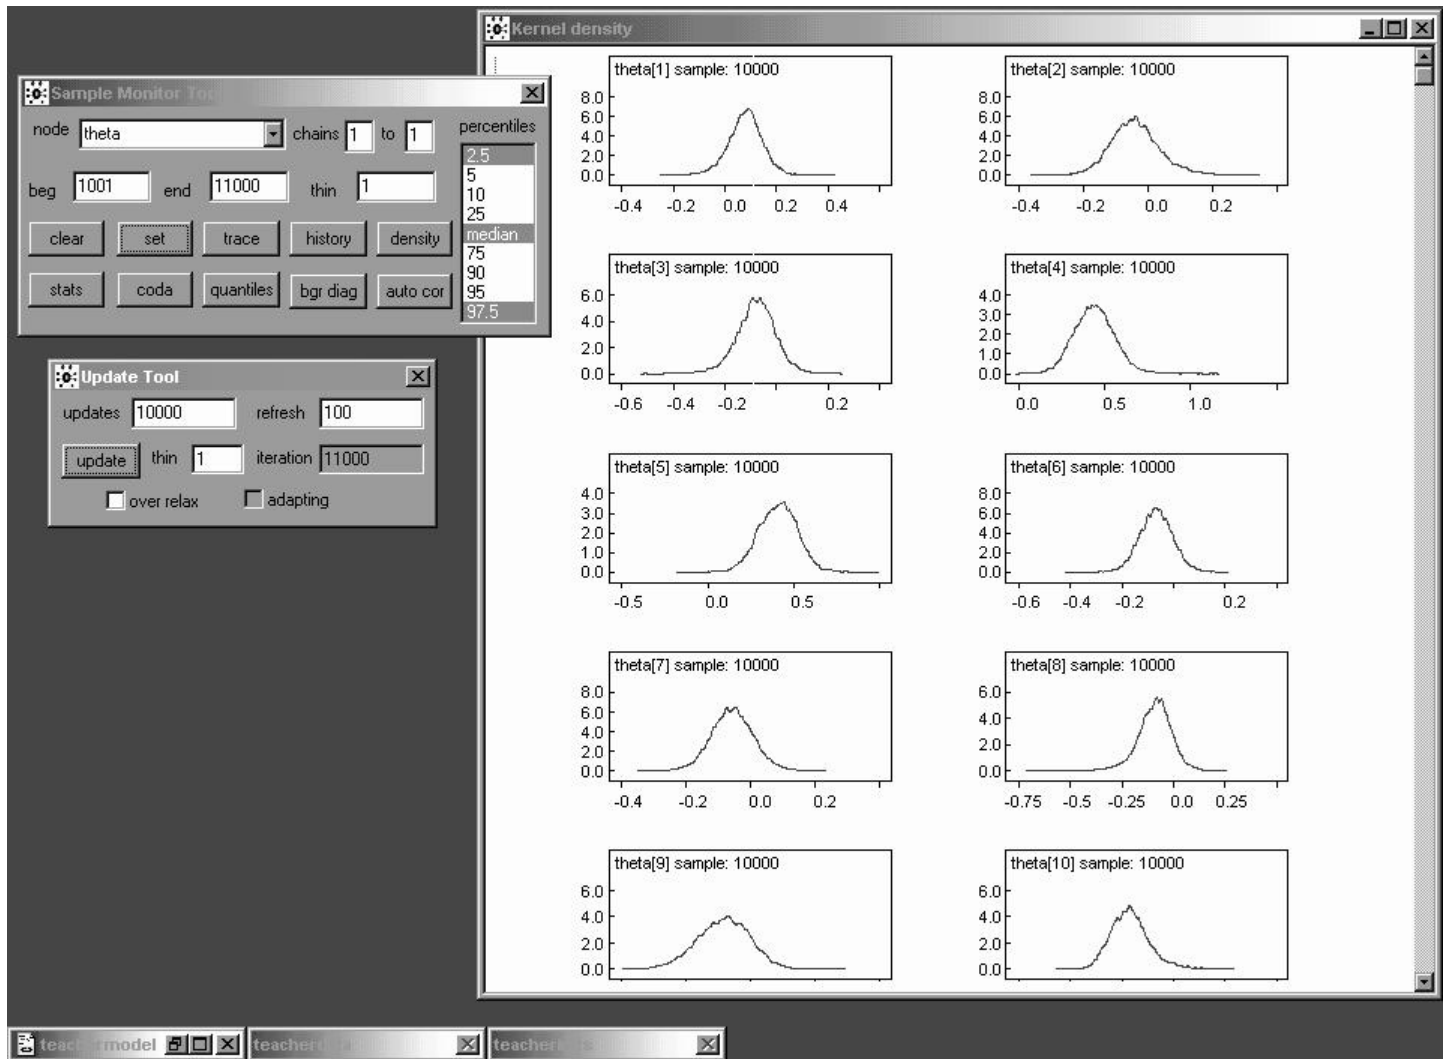 Kernel density
Sample Monitor Tool
node theta chains 1 to 1 percentiles
2.5
5
10
25
median
75
90
95
97.5
beg 1001 end 11000 thin 1
clear set trace history density
stats coda quantiles bgr diag auto cor
Update Tool
updates 10000 refresh 100
update thin 1 iteration 11000
over relax adapting
theta[1] sample: 10000
8.0
6.0
4.0
2.0
0.0
-0.4 -0.2 0.0 0.2 0.4
theta[2] sample: 10000
8.0
6.0
4.0
2.0
0.0
-0.4 -0.2 0.0 0.2
theta[3] sample: 10000
6.0
4.0
2.0
0.0
-0.6 -0.4 -0.2 0.2
theta[4] sample: 10000
4.0
3.0
2.0
1.0
0.0
0.0 0.5 1.0
theta[5] sample: 10000
4.0
3.0
2.0
1.0
0.0
-0.5 0.0 0.5
theta[6] sample: 10000
8.0
6.0
4.0
2.0
0.0
-0.6 -0.4 -0.2 0.2
theta[7] sample: 10000
8.0
6.0
4.0
2.0
0.0
-0.4 -0.2 0.0 0.2
theta[8] sample: 10000
6.0
4.0
2.0
0.0
-0.75 -0.5 -0.25 0.0 0.25
theta[9] sample: 10000
6.0
4.0
2.0
0.0
theta[10] sample: 10000
6.0
4.0
2.0
0.0
teachermodel